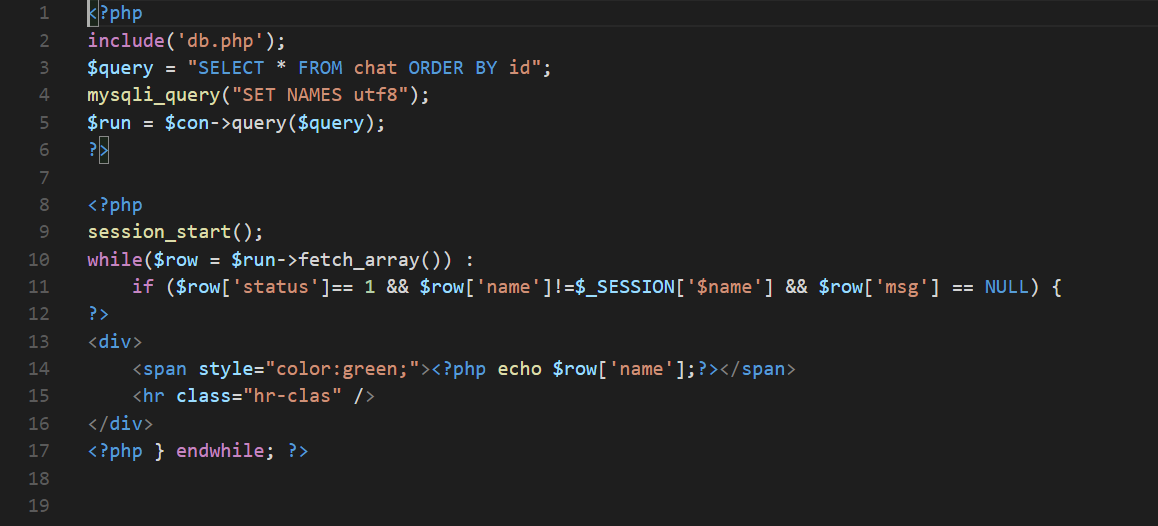 1 <?php
2 include('db.php');
3 $query = "SELECT * FROM chat ORDER BY id";
4 mysqli_query("SET NAMES utf8");
5 $run = $con->query($query);
6 ?>
7
8 <?php
9 session_start();
10 while($row = $run->fetch_array()) :
11     if ($row['status']== 1 && $row['name']!=$_SESSION['$name'] && $row['msg'] == NULL) {
12 ?>
13 <div>
14     <span style="color:green;"><?php echo $row['name'];?></span>
15     <hr class="hr-clas" />
16 </div>
17 <?php } endwhile; ?>
18
19